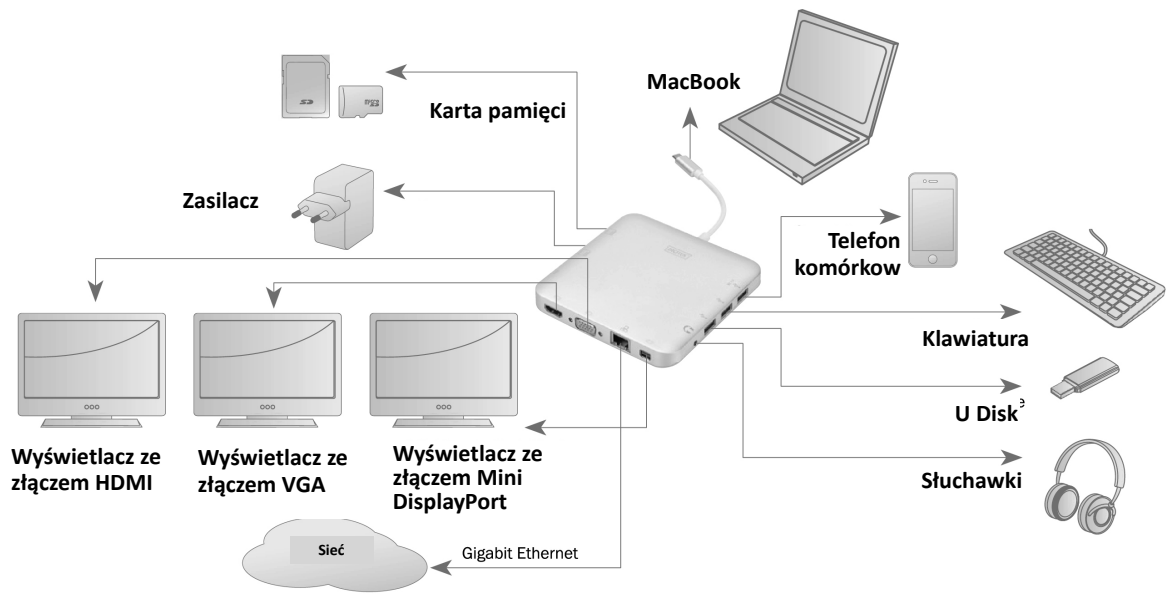 MacBook
Karta pamięci
Zasilacz
Telefon
komórkow
Klawiatura
U Disk
Słuchawki
Wyświetlacz ze
złączem HDMI
Wyświetlacz ze
złączem VGA
Wyświetlacz ze
złączem Mini
DisplayPort
Sieć
Gigabit Ethernet